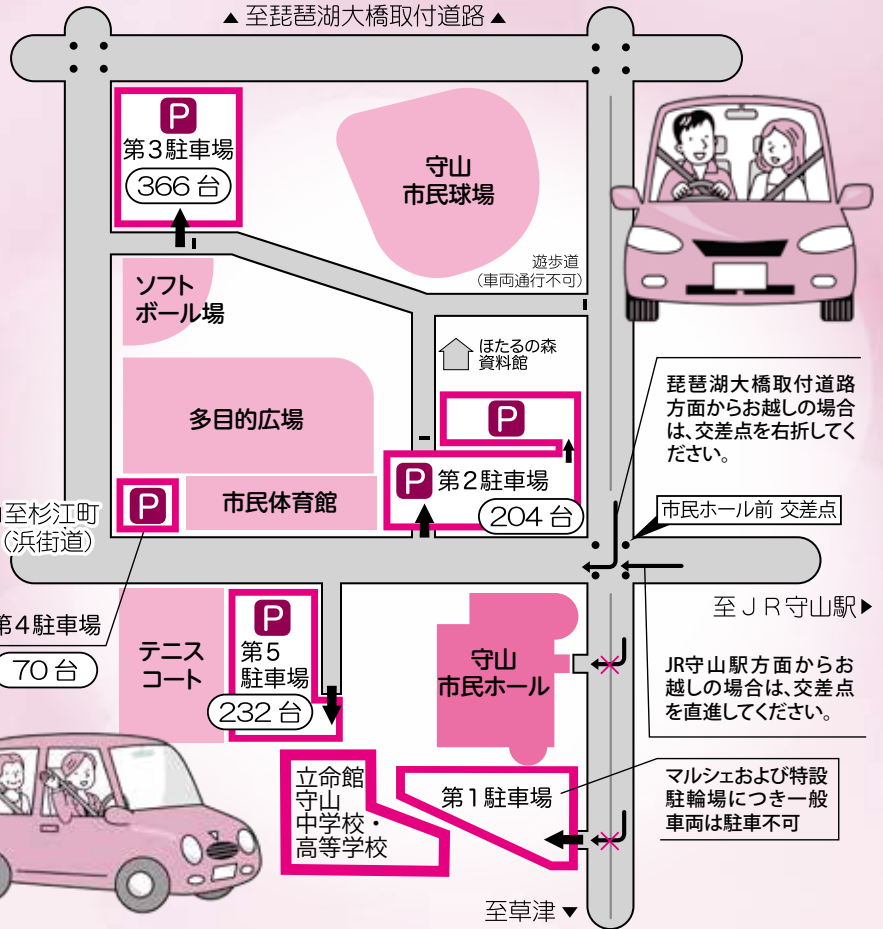 ▲ 至琵琶湖大橋取付道路 ▲
P
第3駐車場
366台
守山
市民球場
遊歩道
(車両通行不可)
ソフト
ボール場
ほたるの森
資料館
多目的広場
P
琵琶湖大橋取付道路
方面からお越しの場合
は、交差点を右折してく
ださい。
P 第2駐車場
204台
P
市民体育館
至杉江町
(浜街道)
市民ホール前 交差点
至JR守山駅▶
第4駐車場
70台
テニス
コート
P
第5
駐車場
232台
守山
市民ホール
JR守山駅方面からお
越しの場合は、交差点
を直進してください。
立命館
守山
中学校・
高等学校
第1駐車場
マルシェおよび特設
駐輪場につき一般
車両は駐車不可
至草津▼